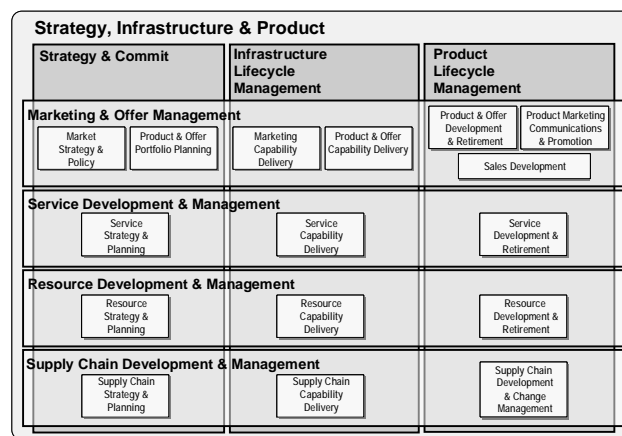 Strategy, Infrastructure & Product
Strategy & Commit
Infrastructure
Lifecycle
Management
Product
Lifecycle
Management
Marketing & Offer Management
Market
Strategy &
Policy
Product & Offer
Portfolio Planning
Marketing
Capability
Delivery
Product & Offer
Capability Delivery
Product & Offer
Development
& Retirement
Product Marketing
Communications
& Promotion
Sales Development
Service Development & Management
Service
Strategy &
Planning
Service
Capability
Delivery
Service
Development &
Retirement
Resource Development & Management
Resource
Strategy &
Planning
Resource
Capability
Delivery
Resource
Development &
Retirement
Supply Chain Development & Management
Supply Chain
Strategy &
Planning
Supply Chain
Capability
Delivery
Supply Chain
Development
& Change
Management